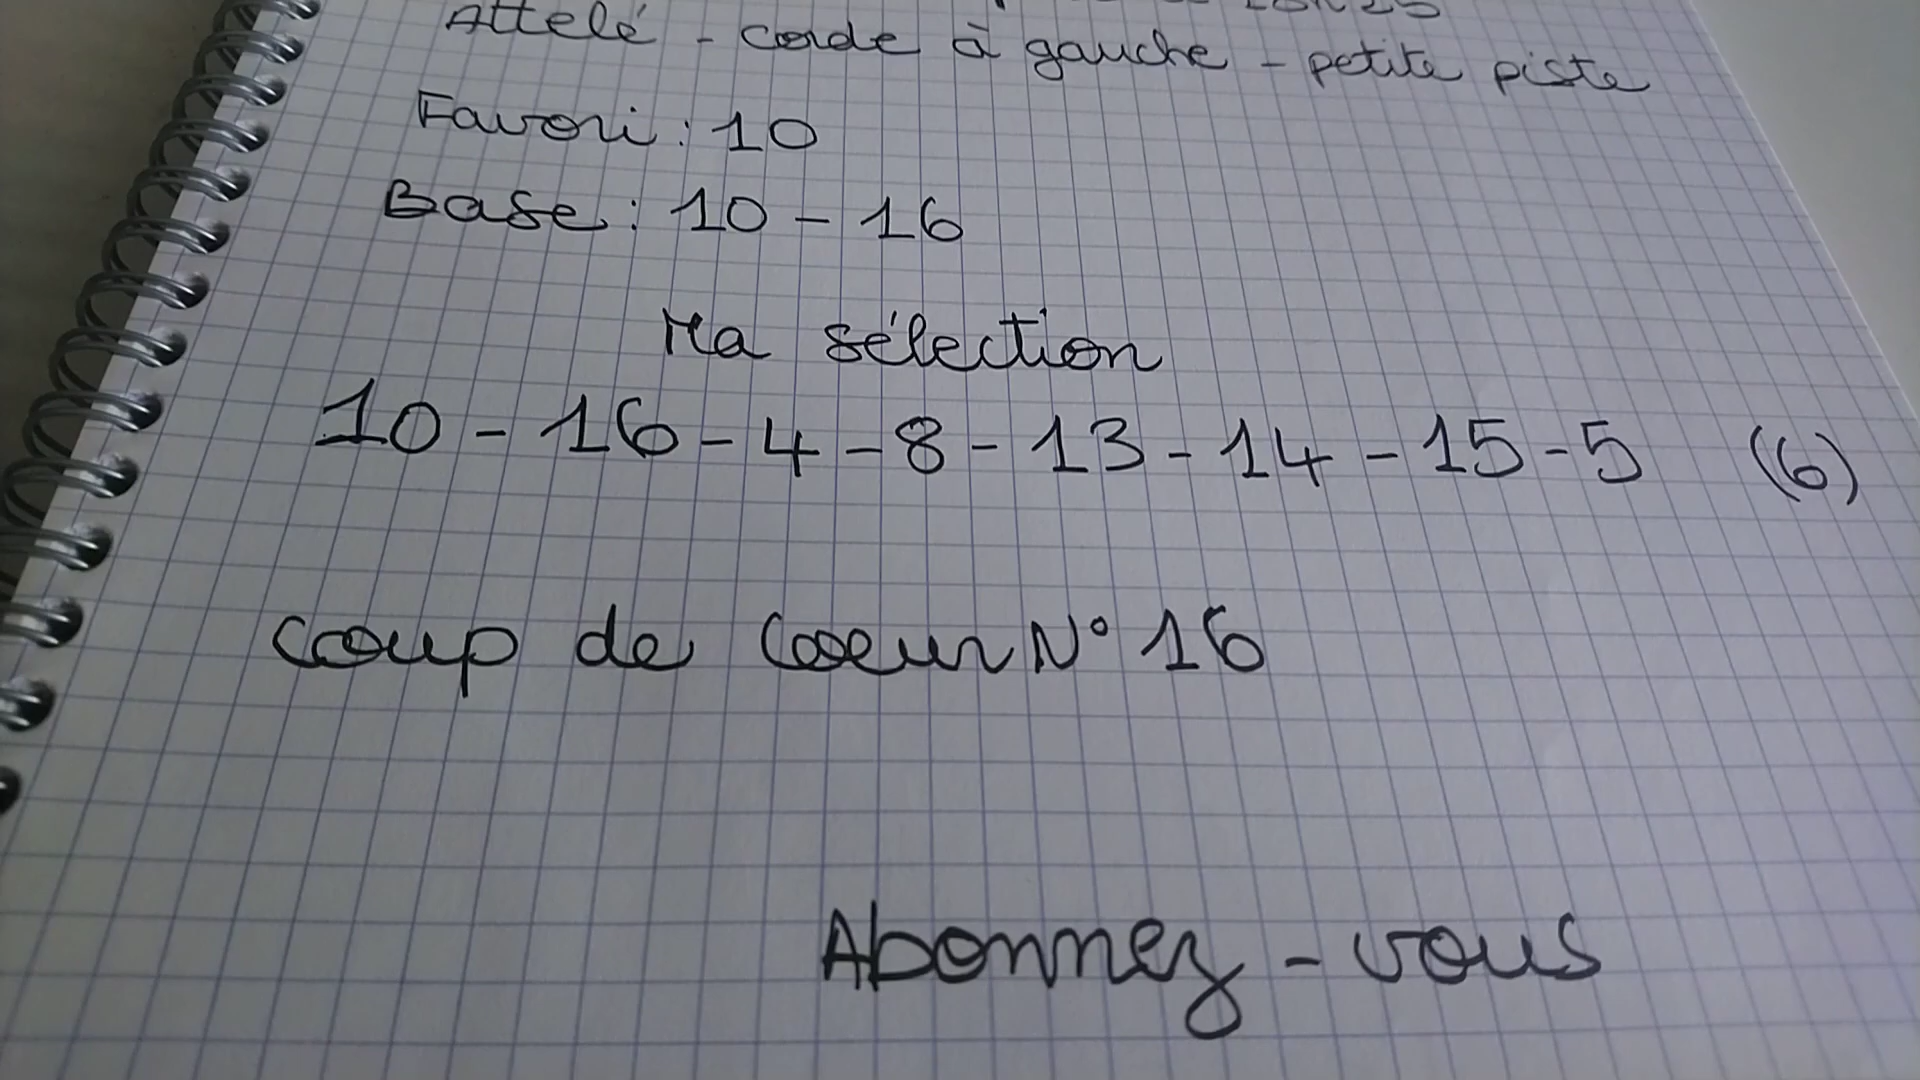 Attelé - corde à gauche - petite piste
Favori : 10
Base : 10 - 16
Ma sélection
10 - 16 - 4 - 8 - 13 - 14 - 15 - 5 (6)
Coup de Coeur N° 16
Abonnez - vous